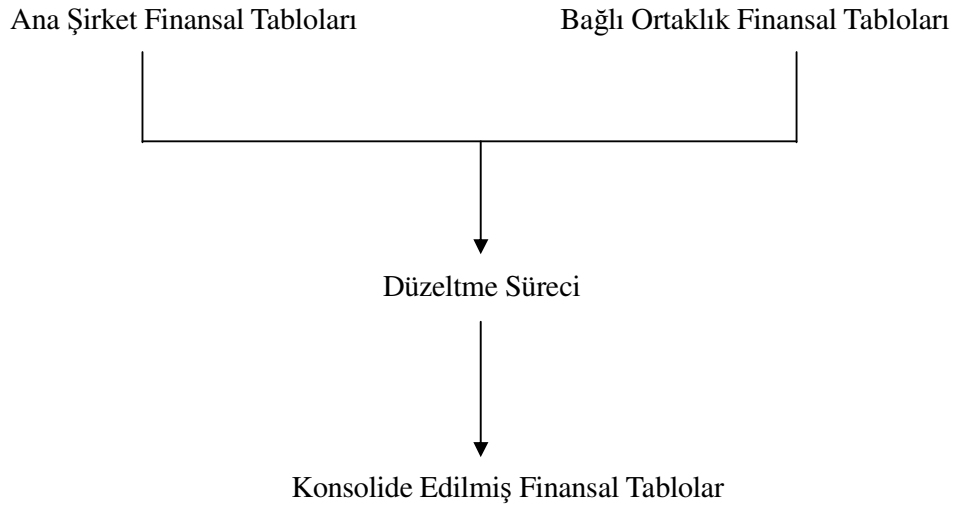 Ana Şirket Finansal Tabloları
Bağlı Ortaklık Finansal Tabloları
Düzeltme Süreci
Konsolide Edilmiş Finansal Tablolar